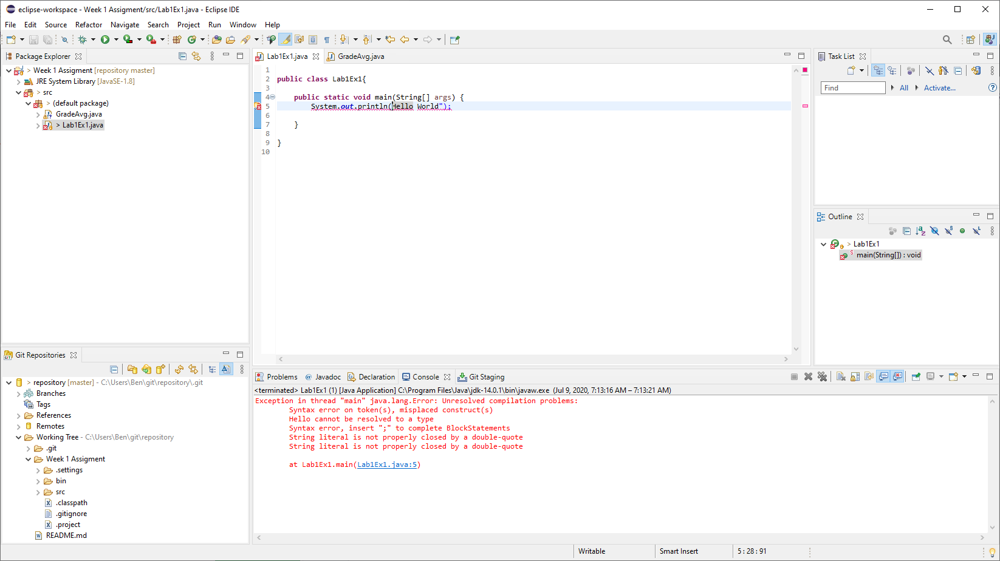 eclipse-workspace - Week 1 Assigment/src/Lab1Ex1.java - Eclipse IDE
File Edit Source Refactor Navigate Search Project Run Window Help
Package Explorer
> Week 1 Assigment [repository master]
JRE System Library [JavaSE-1.8]
> src
> (default package)
GradeAvg.java
> Lab1Ex1.java
Git Repositories
> repository [master] - C:\Users\Ben\git\repository\.git
Branches
Tags
References
Remotes
Working Tree - C:\Users\Ben\git\repository
.git
Week 1 Assigment
.settings
bin
src
.classpath
.gitignore
.project
README.md
Lab1Ex1.java GradeAvg.java
1
2 public class Lab1Ex1{
3
4 public static void main(String[] args) {
5 System.out.println(Hello World");
6
7 }
8
9 }
10
Problems @ Javadoc Declaration Console Git Staging
<terminated> Lab1Ex1 (1) [Java Application] C:\Program Files\Java\jdk-14.0.1\bin\javaw.exe (Jul 9, 2020, 7:13:16 AM – 7:13:21 AM)
Exception in thread "main" java.lang.Error: Unresolved compilation problems:
Syntax error on token(s), misplaced construct(s)
Hello cannot be resolved to a type
Syntax error, insert ";" to complete BlockStatements
String literal is not properly closed by a double-quote
String literal is not properly closed by a double-quote
at Lab1Ex1.main(Lab1Ex1.java:5)
Task List
Find All Activate...
Outline
> Lab1Ex1
main(String[]) : void
Writable Smart Insert 5 : 28 : 91